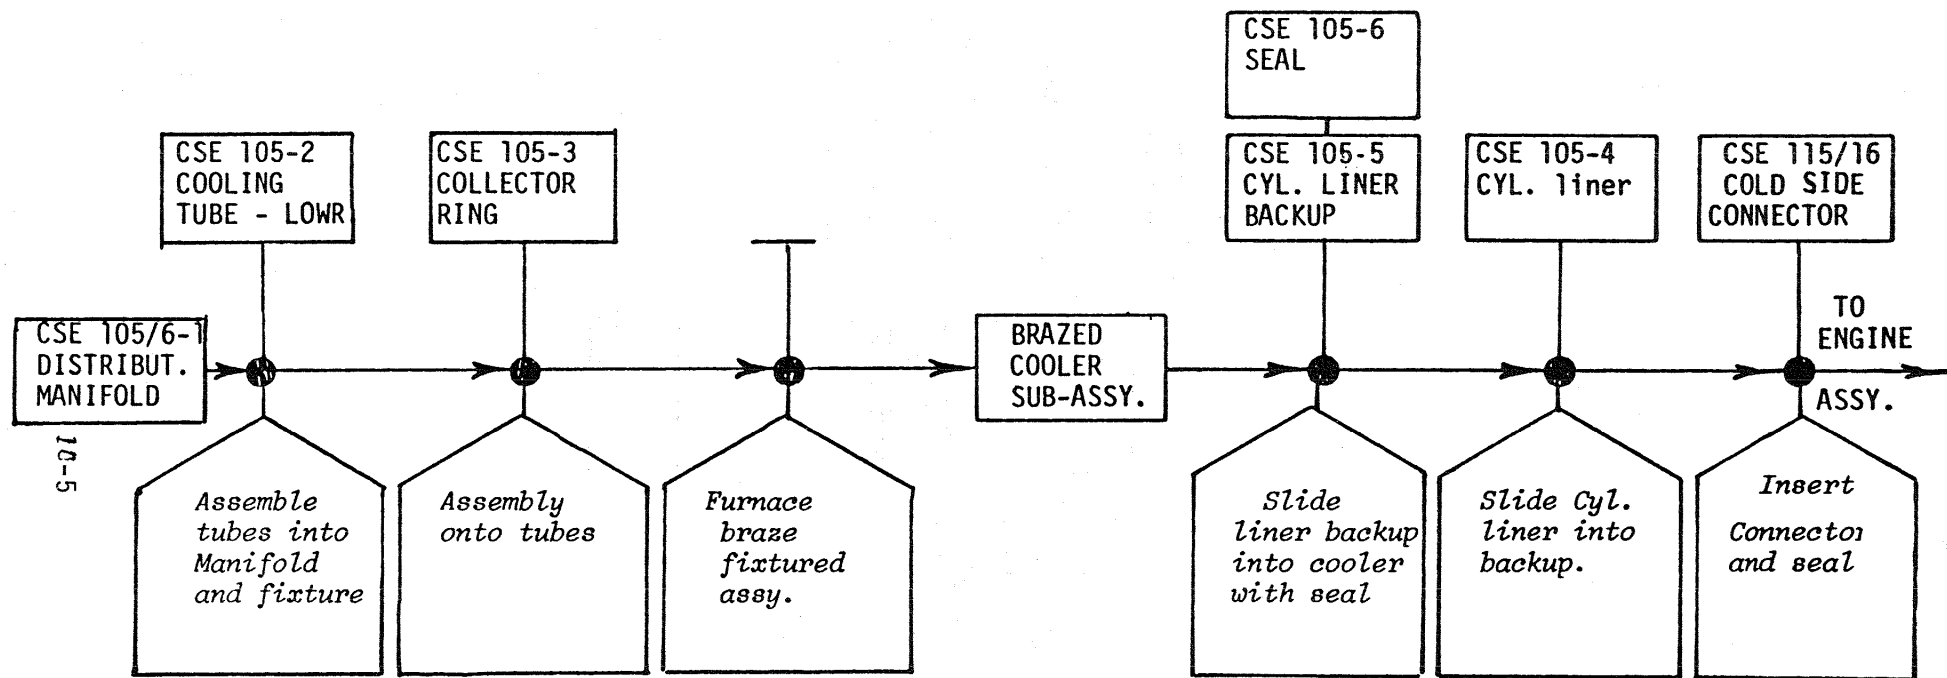 CSE 105-6
SEAL
CSE 105-2
COOLING
TUBE - LOWR
CSE 105-3
COLLECTOR
RING
CSE 105-5
CYL. LINER
BACKUP
CSE 105-4
CYL. liner
CSE 115/16
COLD SIDE
CONNECTOR
CSE 105/6-1
DISTRIBUT.
MANIFOLD
BRAZED
COOLER
SUB-ASSY.
TO
ENGINE
ASSY.
10-5
Assemble
tubes into
Manifold
and fixture
Assembly
onto tubes
Furnace
braze
fixtured
assy.
Slide
liner backup
into cooler
with seal
Slide Cyl.
liner into
backup.
Insert
Connector
and seal